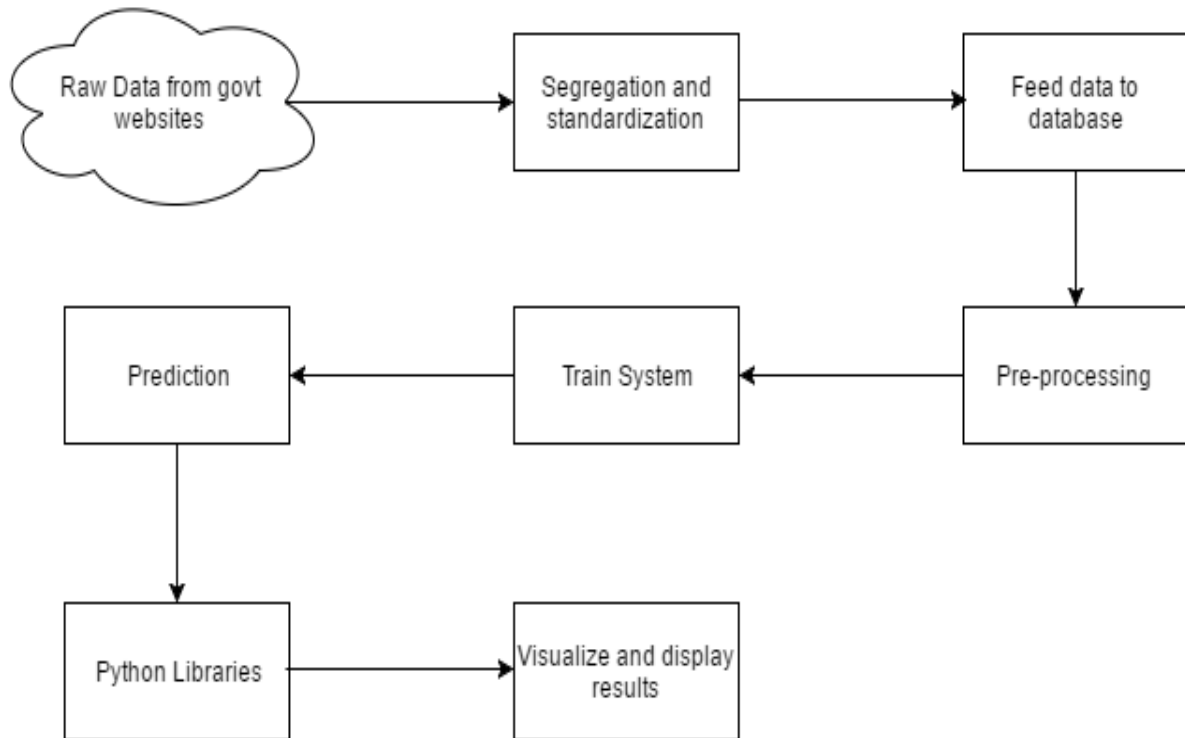 Raw Data from govt
websites
Segregation and
standardization
Feed data to
database
Prediction
Train System
Pre-processing
Python Libraries
Visualize and display
results